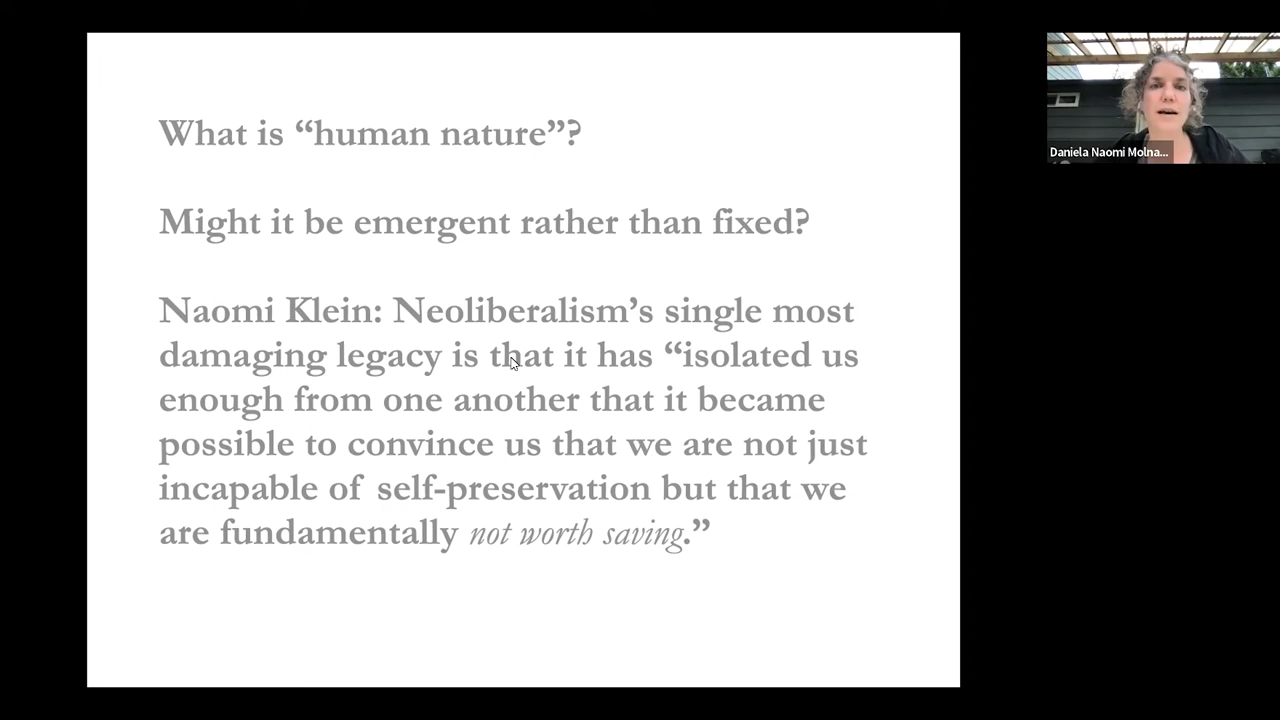 What is “human nature”?
Might it be emergent rather than fixed?
Naomi Klein: Neoliberalism’s single most
damaging legacy is that it has “isolated us
enough from one another that it became
possible to convince us that we are not just
incapable of self-preservation but that we
are fundamentally not worth saving.”
Daniela Naomi Molna...